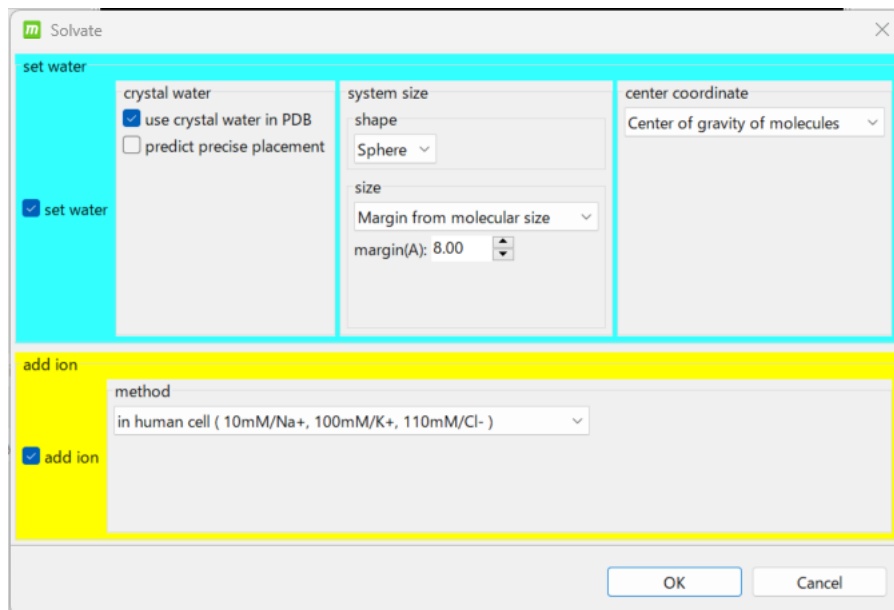 m Solvate
set water
set water
crystal water
use crystal water in PDB
predict precise placement
system size
shape
Sphere
size
Margin from molecular size
margin(A): 8.00
center coordinate
Center of gravity of molecules
add ion
add ion
method
in human cell ( 10mM/Na+, 100mM/K+, 110mM/Cl- )
OK
Cancel